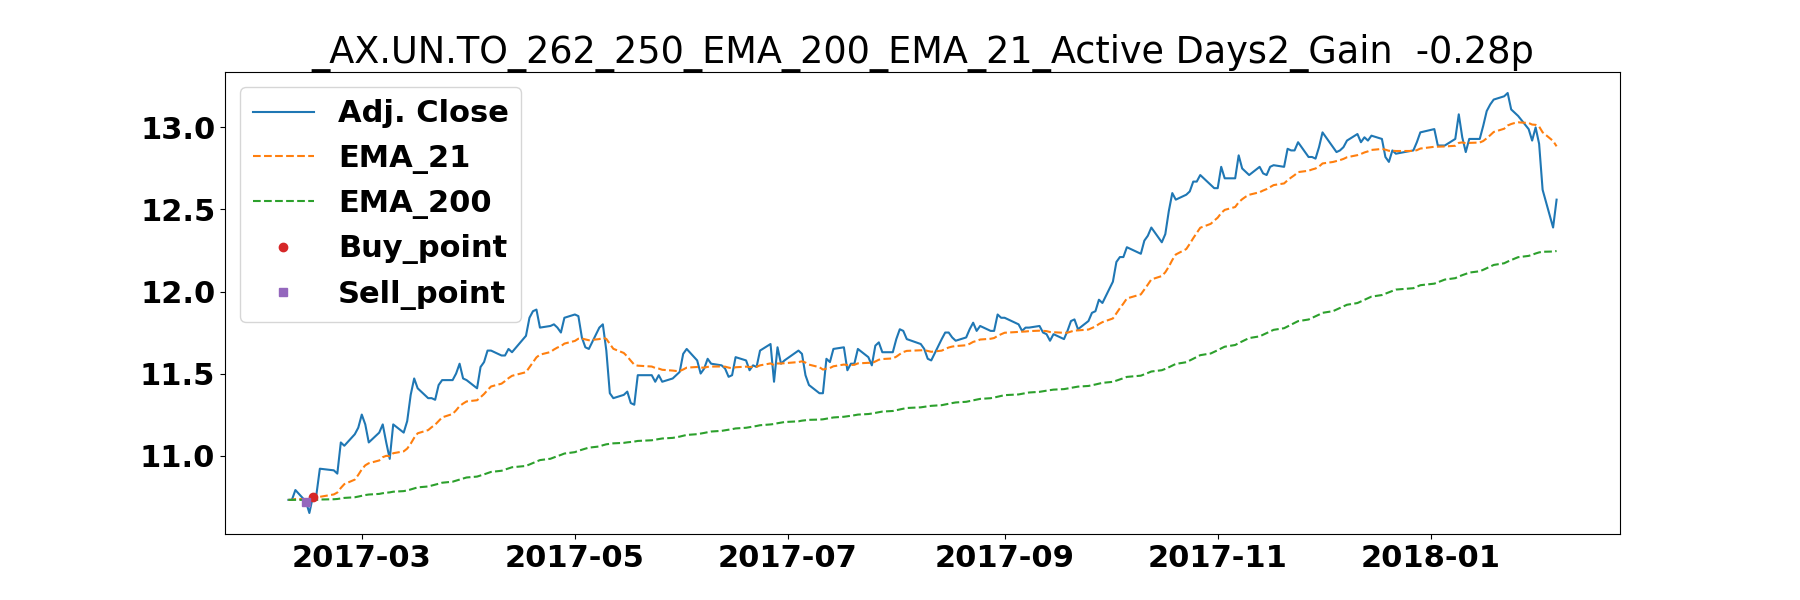 _AX.UN.TO_262_250_EMA_200_EMA_21_Active Days2_Gain  -0.28p
Adj. Close
EMA_21
EMA_200
Buy_point
Sell_point
13.0
12.5
12.0
11.5
11.0
2017-03 2017-05 2017-07 2017-09 2017-11 2018-01